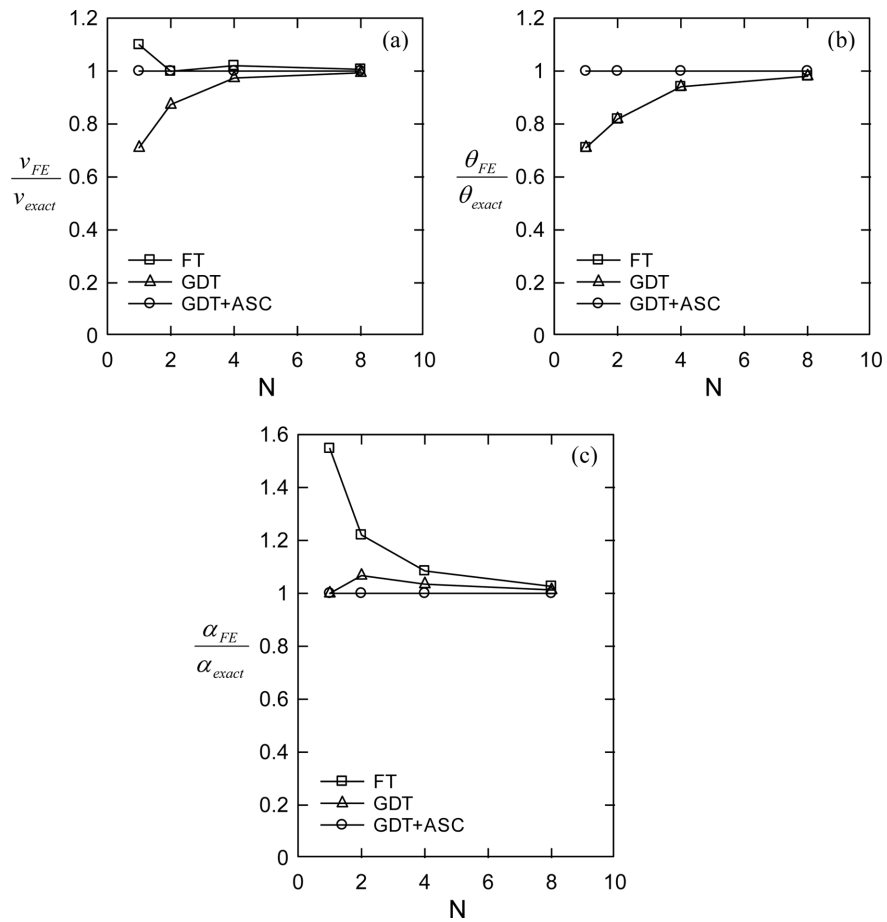 1.2
(a)
1
0.8
v_FE
v_exact
0.6
0.4
FT
0.2
GDT
GDT+ASC
0
0 2 4 6 8 10
N
1.2
(b)
1
0.8
θ_FE
θ_exact
0.6
0.4
FT
0.2
GDT
GDT+ASC
0
0 2 4 6 8 10
N
1.6
(c)
1.4
1.2
1
α_FE
α_exact
0.8
0.6
0.4
FT
0.2
GDT
GDT+ASC
0
0 2 4 6 8 10
N